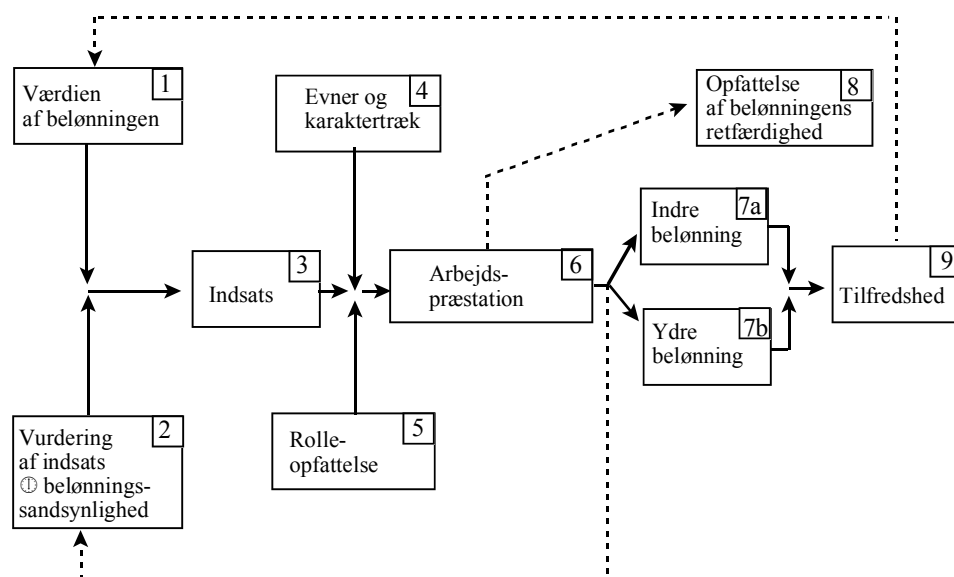 1
Værdien
af belønningen
4
Evner og
karaktertræk
8
Opfattelse
af belønningens
retfærdighed
7a
Indre
belønning
3
Indsats
6
Arbejds-
præstation
9
Tilfredshed
7b
Ydre
belønning
2
Vurdering
af indsats
⦶ belønnings-
sandsynlighed
5
Rolle-
opfattelse